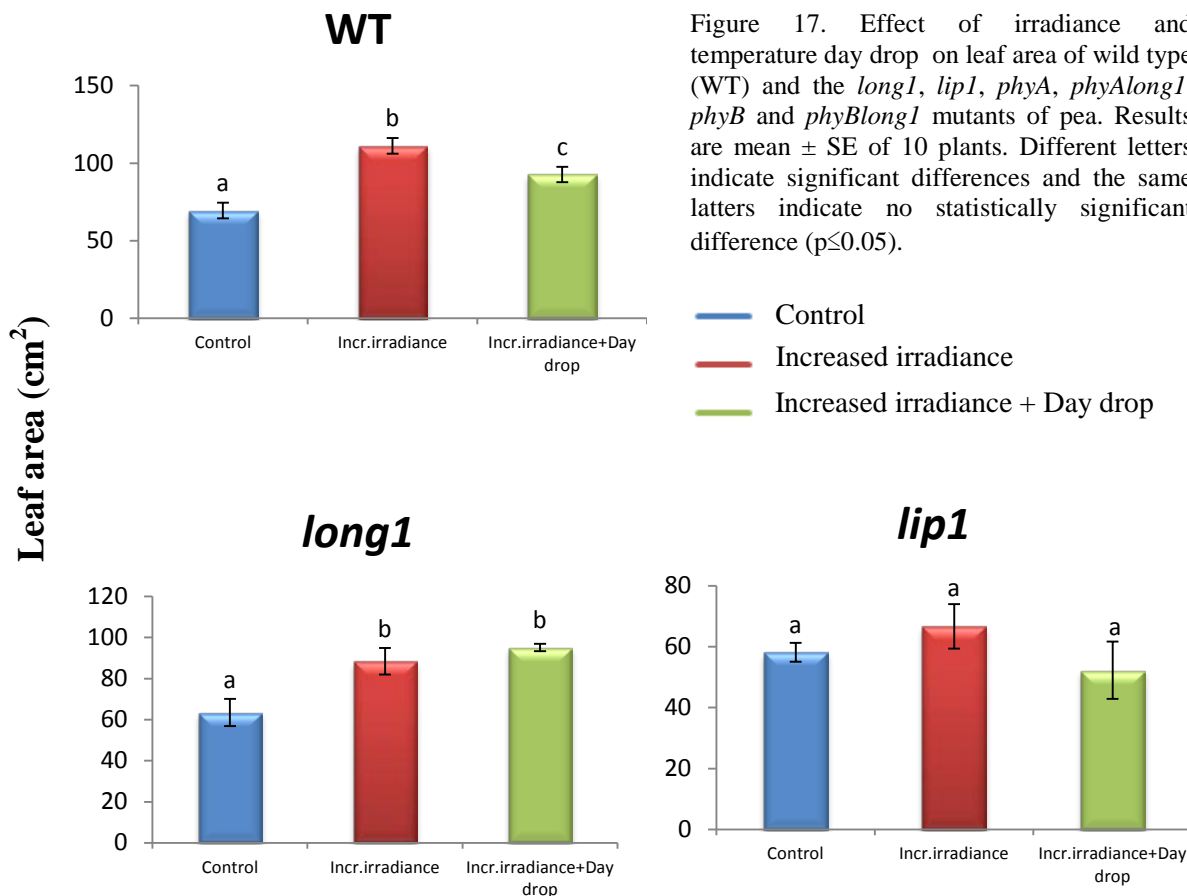 WT
Figure 17. Effect of irradiance and
temperature day drop on leaf area of wild type
(WT) and the long1, lip1, phyA, phyAlong1
phyB and phyBlong1 mutants of pea. Results
are mean ± SE of 10 plants. Different letters
indicate significant differences and the same
latters indicate no statistically significant
difference (p≤0.05).
150
100
50
0
a
b
c
Control
Incr.irradiance
Incr.irradiance+Day
drop
Control
Increased irradiance
Increased irradiance + Day drop
Leaf area (cm²)
long1
120
100
80
60
40
20
0
a
b
b
Control
Incr.irradiance
Incr.irradiance+Day
drop
lip1
80
60
40
20
0
a
a
a
Control
Incr.irradiance
Incr.irradiance+Day
drop